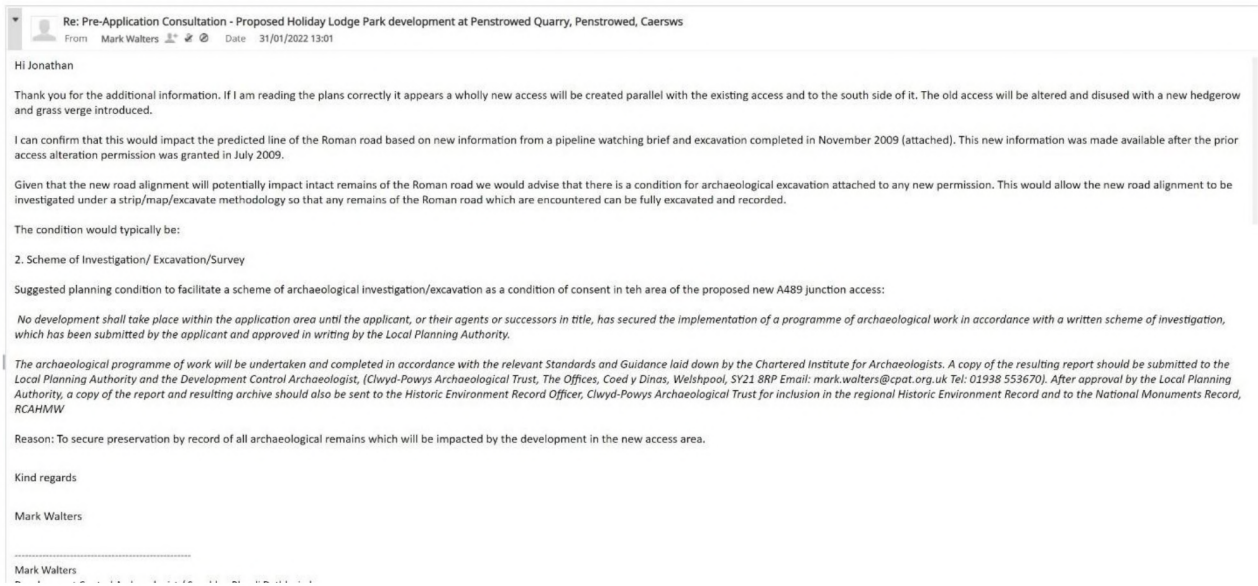 Re: Pre-Application Consultation - Proposed Holiday Lodge Park development at Penstrowed Quarry, Penstrowed, Caersws
From Mark Walters Date 31/01/2022 13:01
Hi Jonathan
Thank you for the additional information. If I am reading the plans correctly it appears a wholly new access will be created parallel with the existing access and to the south side of it. The old access will be altered and disused with a new hedgerow
and grass verge introduced.
I can confirm that this would impact the predicted line of the Roman road based on new information from a pipeline watching brief and excavation completed in November 2009 (attached). This new information was made available after the prior
access alteration permission was granted in July 2009.
Given that the new road alignment will potentially impact intact remains of the Roman road we would advise that there is a condition for archaeological excavation attached to any new permission. This would allow the new road alignment to be
investigated under a strip/map/excavate methodology so that any remains of the Roman road which are encountered can be fully excavated and recorded.
The condition would typically be:
2. Scheme of Investigation/ Excavation/Survey
Suggested planning condition to facilitate a scheme of archaeological investigation/excavation as a condition of consent in teh area of the proposed new A489 junction access:
No development shall take place within the application area until the applicant, or their agents or successors in title, has secured the implementation of a programme of archaeological work in accordance with a written scheme of investigation,
which has been submitted by the applicant and approved in writing by the Local Planning Authority.
The archaeological programme of work will be undertaken and completed in accordance with the relevant Standards and Guidance laid down by the Chartered Institute for Archaeologists. A copy of the resulting report should be submitted to the
Local Planning Authority and the Development Control Archaeologist, (Clwyd-Powys Archaeological Trust, The Offices, Coed y Dinas, Welshpool, SY21 8RP Email: mark.walters@cpat.org.uk Tel: 01938 553670). After approval by the Local Planning
Authority, a copy of the report and resulting archive should also be sent to the Historic Environment Record Officer, Clwyd-Powys Archaeological Trust for inclusion in the regional Historic Environment Record and to the National Monuments Record,
RCAHMW
Reason: To secure preservation by record of all archaeological remains which will be impacted by the development in the new access area.
Kind regards
Mark Walters
--------------------------------------------------
Mark Walters